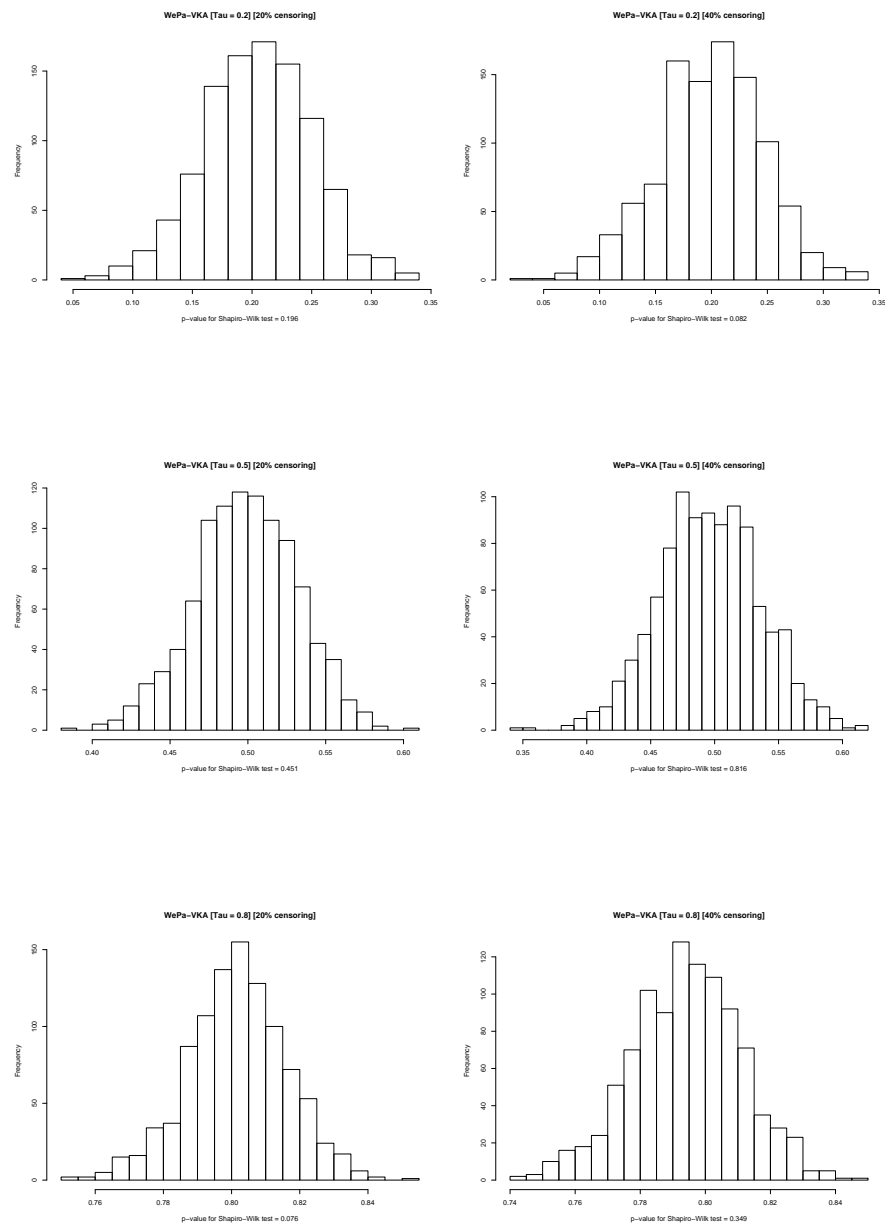 WePa−VKA [Tau = 0.2] [20% censoring]
Frequency
0 50 100 150
0.05 0.10 0.15 0.20 0.25 0.30 0.35
p−value for Shapiro−Wilk test = 0.196
WePa−VKA [Tau = 0.2] [40% censoring]
Frequency
0 50 100 150
0.05 0.10 0.15 0.20 0.25 0.30 0.35
p−value for Shapiro−Wilk test = 0.082
WePa−VKA [Tau = 0.5] [20% censoring]
Frequency
0 20 40 60 80 100 120
0.40 0.45 0.50 0.55 0.60
p−value for Shapiro−Wilk test = 0.451
WePa−VKA [Tau = 0.5] [40% censoring]
Frequency
0 20 40 60 80 100
0.35 0.40 0.45 0.50 0.55 0.60
p−value for Shapiro−Wilk test = 0.816
WePa−VKA [Tau = 0.8] [20% censoring]
Frequency
0 50 100 150
0.76 0.78 0.80 0.82 0.84
p−value for Shapiro−Wilk test = 0.076
WePa−VKA [Tau = 0.8] [40% censoring]
Frequency
0 20 40 60 80 100 120
0.74 0.76 0.78 0.80 0.82 0.84
p−value for Shapiro−Wilk test = 0.349